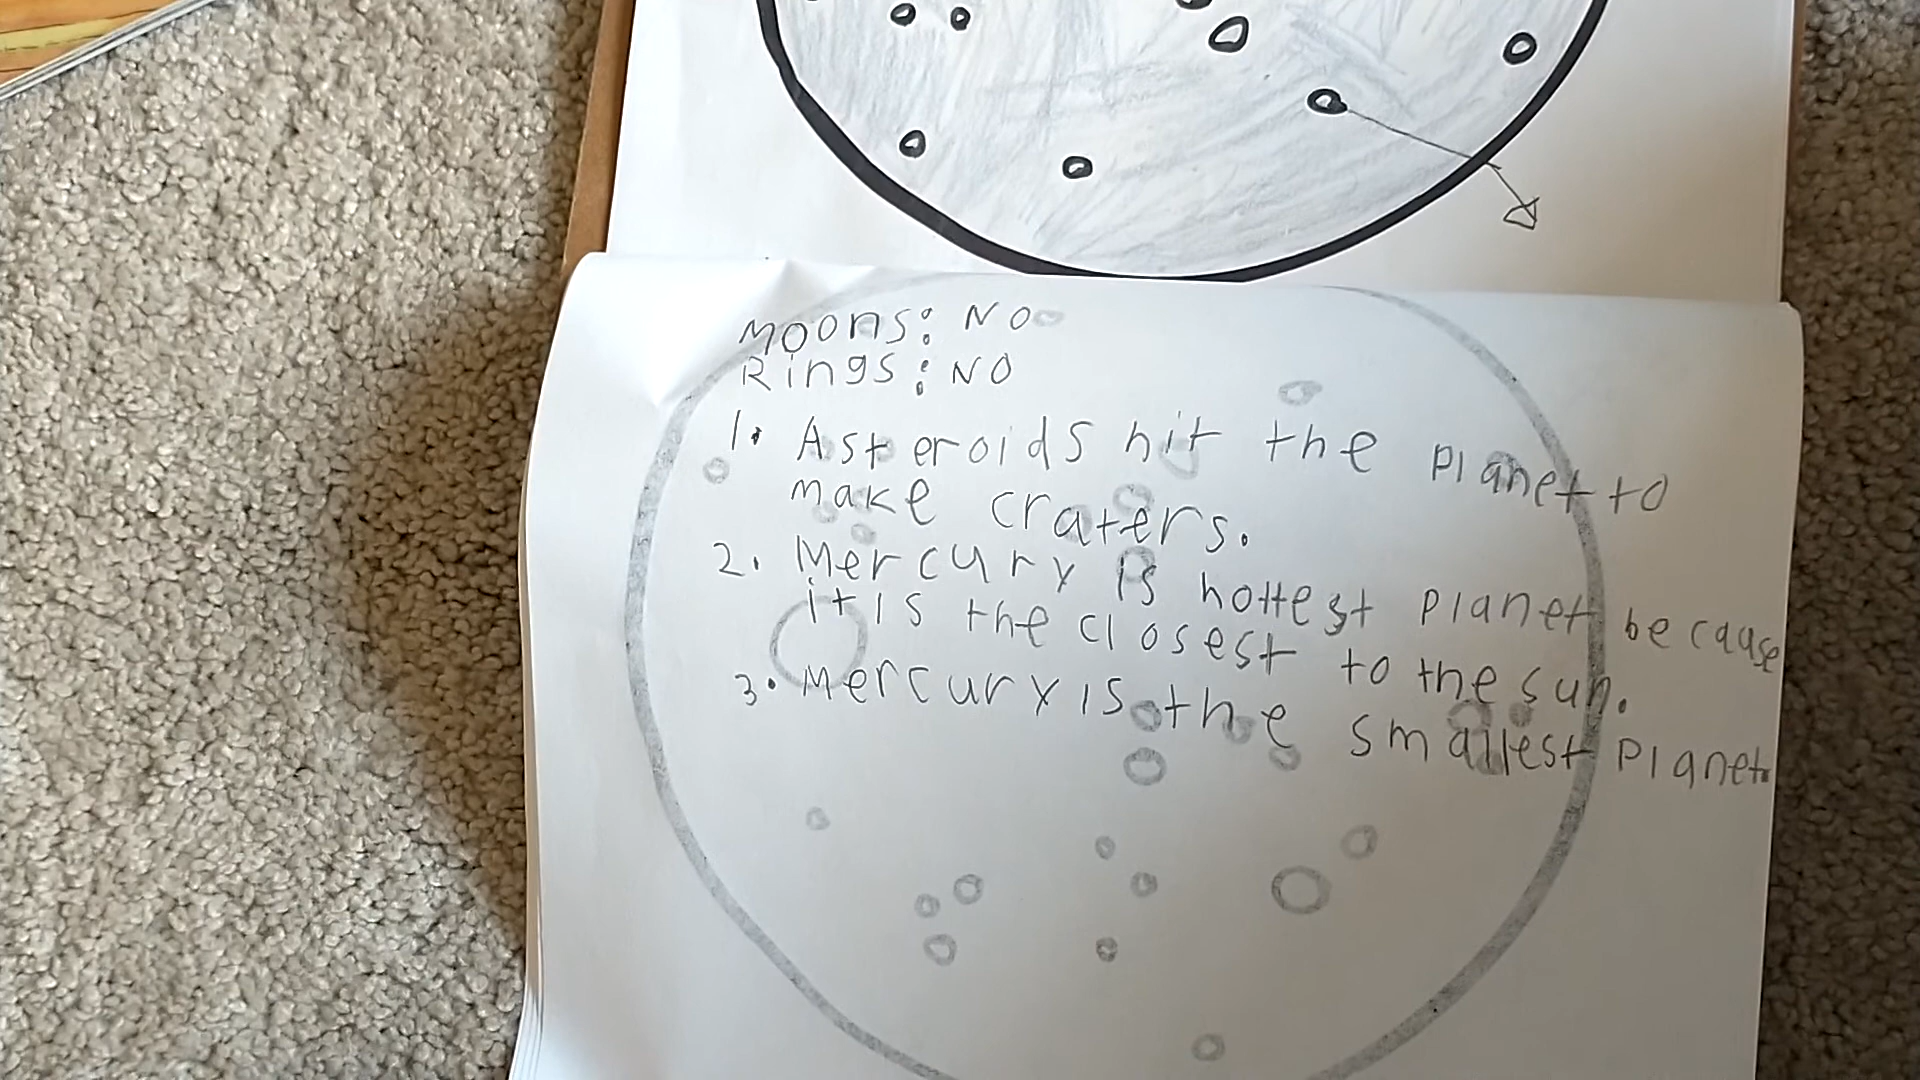 Moons: NO
Rings: NO
1. Asteroids hit the planet to
make craters.
2. Mercury is hottest planet because
it is the closest to the sun.
3. Mercury is the smallest planet.